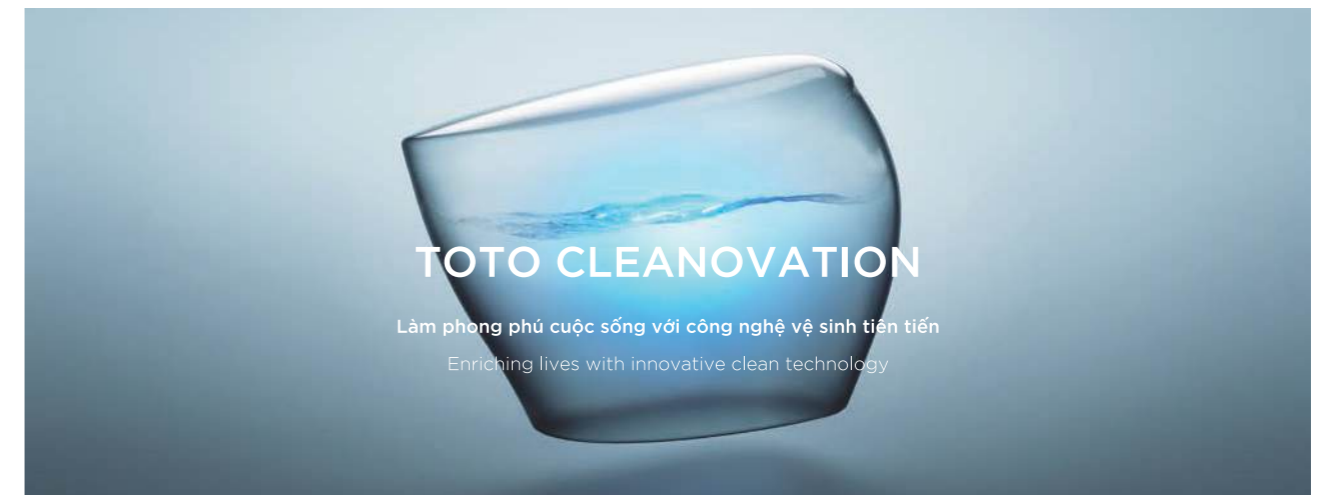 TOTO CLEANOVATION
Làm phong phú cuộc sống với công nghệ vệ sinh tiên tiến
Enriching lives with innovative clean technology